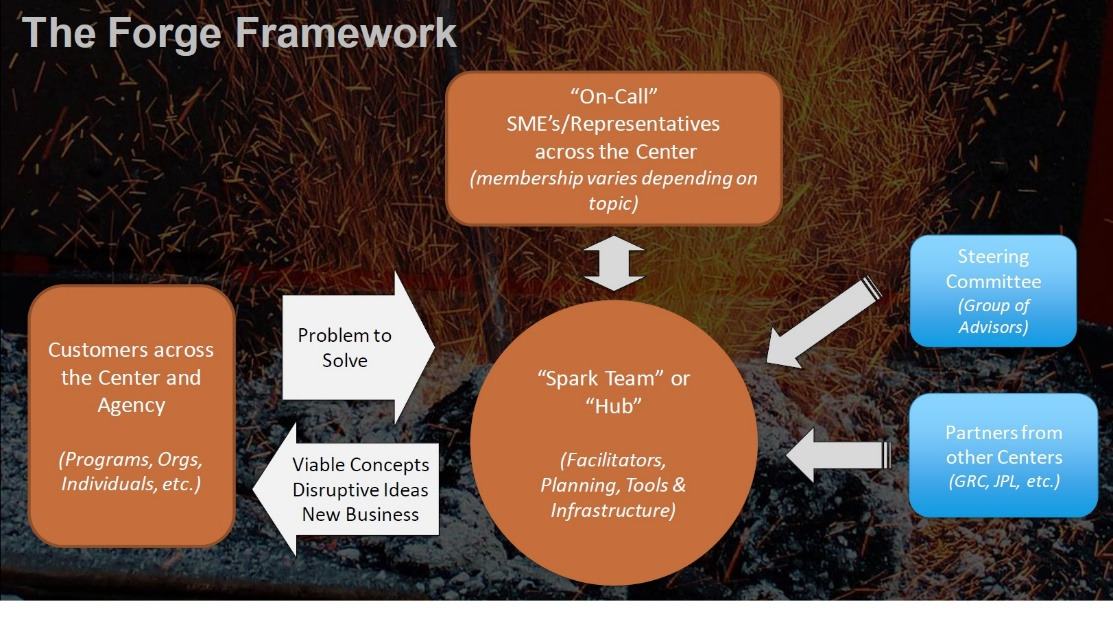 The Forge Framework
“On-Call”
SME’s/Representatives
across the Center
(membership varies depending on
topic)
Steering
Committee
(Group of
Advisors)
Customers across
the Center and
Agency
(Programs, Orgs,
Individuals, etc.)
Problem to
Solve
Viable Concepts
Disruptive Ideas
New Business
“Spark Team” or
“Hub”
(Facilitators,
Planning, Tools &
Infrastructure)
Partners from
other Centers
(GRC, JPL, etc.)